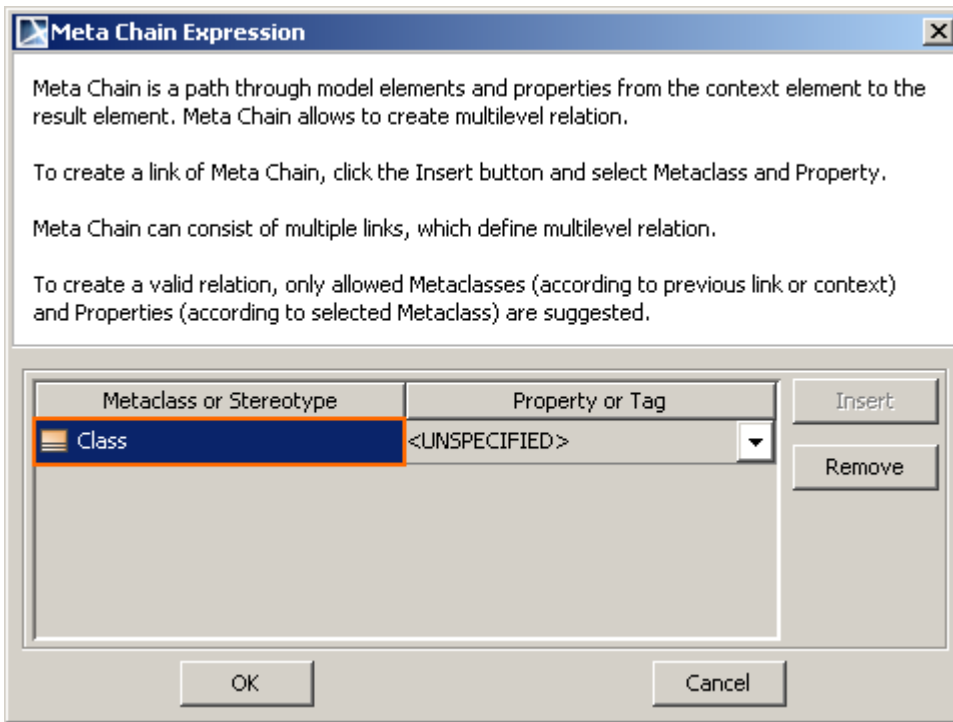 Meta Chain Expression
Meta Chain is a path through model elements and properties from the context element to the
result element. Meta Chain allows to create multilevel relation.
To create a link of Meta Chain, click the Insert button and select Metaclass and Property.
Meta Chain can consist of multiple links, which define multilevel relation.
To create a valid relation, only allowed Metaclasses (according to previous link or context)
and Properties (according to selected Metaclass) are suggested.
Metaclass or Stereotype Property or Tag Insert
Class <UNSPECIFIED>
Remove
OK Cancel